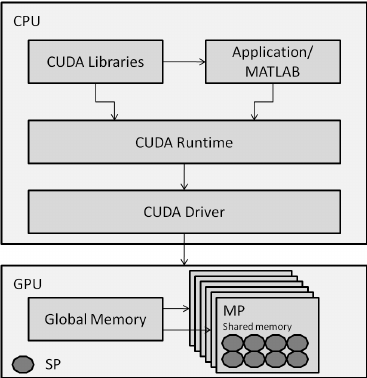 CPU
CUDA Libraries
Application/
MATLAB
CUDA Runtime
CUDA Driver
GPU
Global Memory
MP
Shared memory
SP